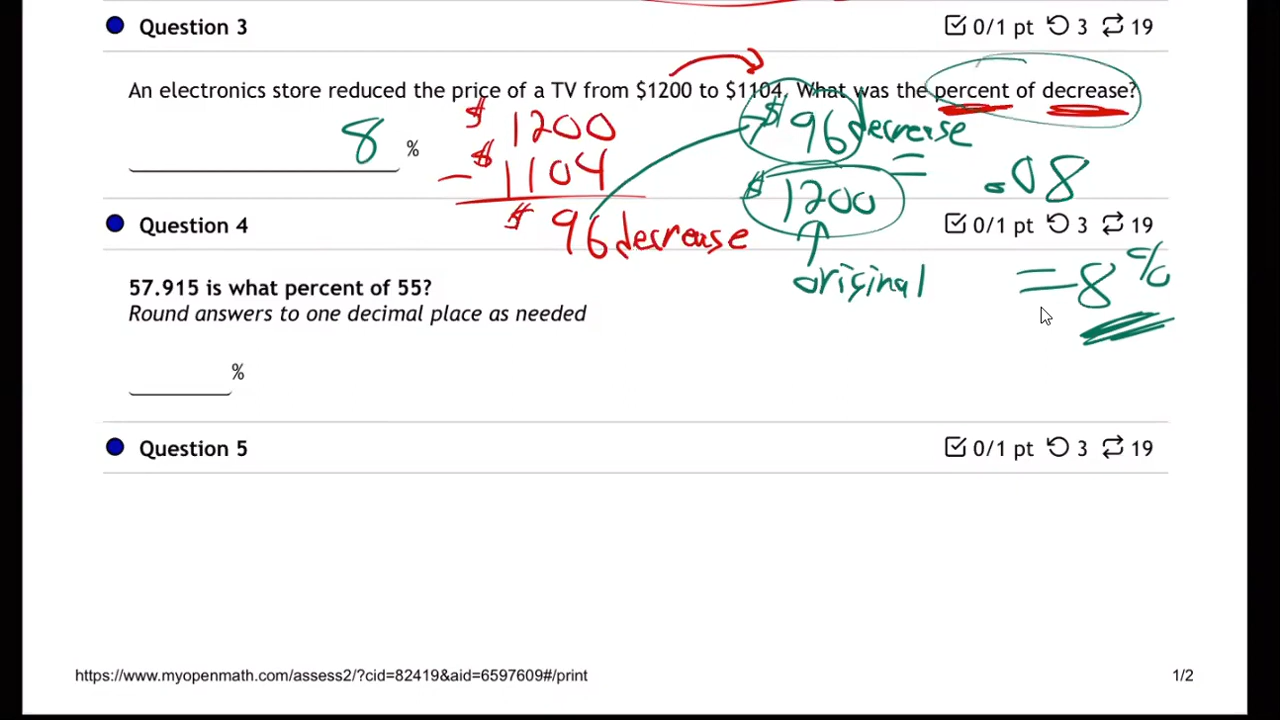 Question 3 0/1 pt 3 19
An electronics store reduced the price of a TV from $1200 to $1104. What was the percent of decrease?
8 %
$ 1200
- $ 1104
$ 96 decrease
$96 decrease
$1200
original
= .08
= 8%
Question 4 0/1 pt 3 19
57.915 is what percent of 55?
Round answers to one decimal place as needed
%
Question 5 0/1 pt 3 19
https://www.myopenmath.com/assess2/?cid=82419&aid=6597609#/print 1/2